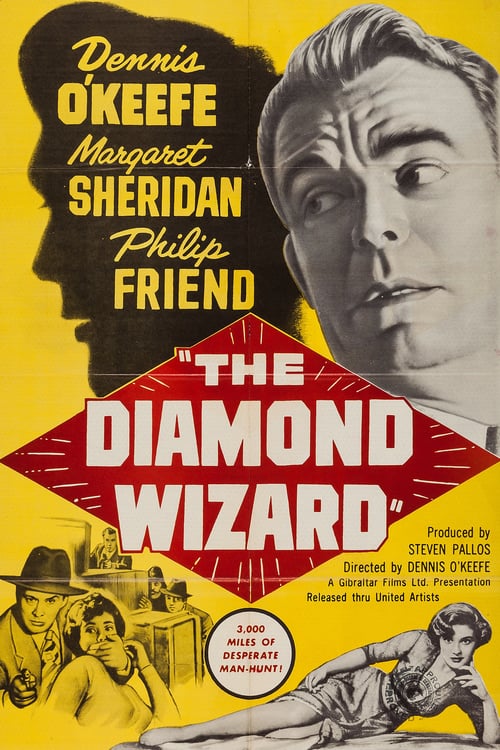 Dennis
O'KEEFE
Margaret
SHERIDAN
Philip
FRIEND
"THE
DIAMOND
WIZARD"
Produced by
STEVEN PALLOS
Directed by DENNIS O'KEEFE
A Gibraltar Films Ltd. Presentation
Released thru United Artists
3,000
MILES OF
DESPERATE
MAN-HUNT!